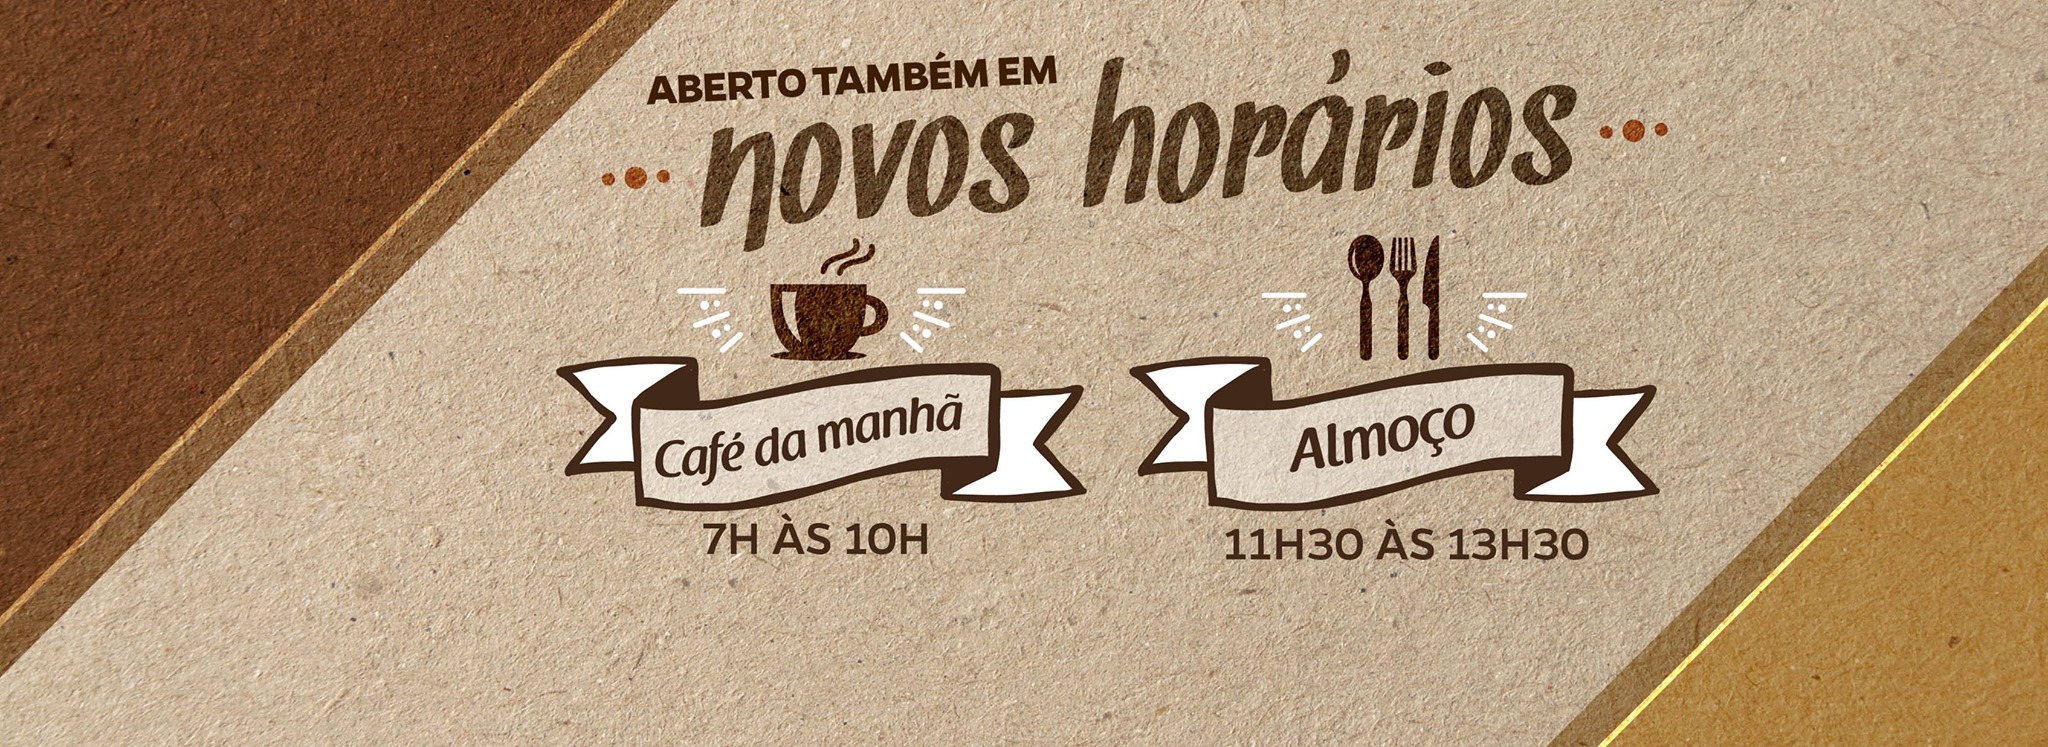 ABERTO TAMBÉM EM
novos horários
Café da manhã
7H ÀS 10H
Almoço
11H30 ÀS 13H30